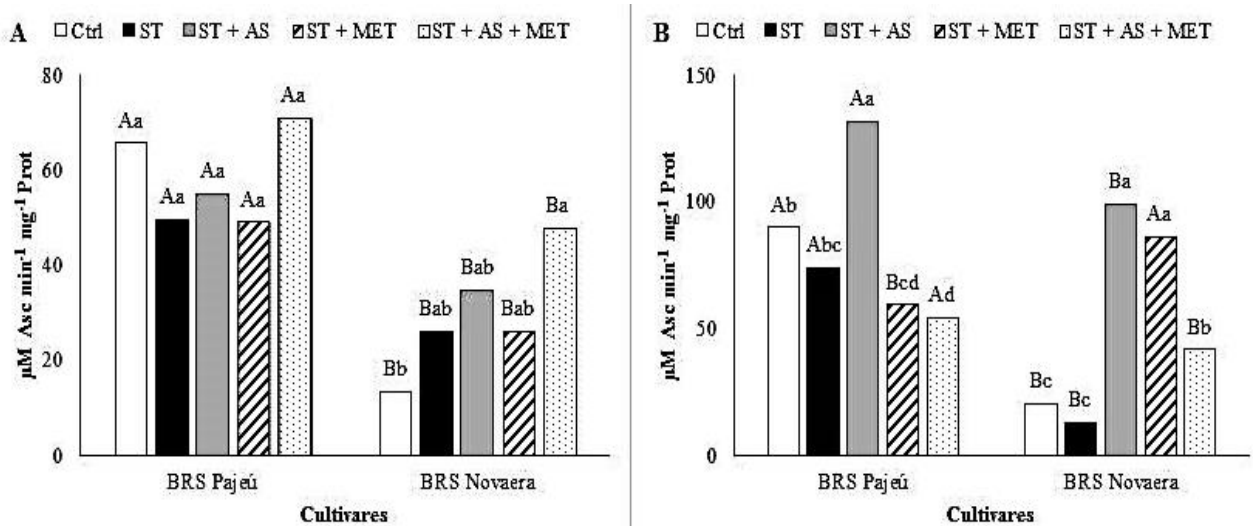 A Ctrl ST ST + AS ST + MET ST + AS + MET
80
60
40
20
0
µM Asc min-1 mg-1 Prot
Aa Aa Aa Aa Aa
Bb Bab Bab Bab Ba
BRS Pajeú BRS Novaera
Cultivares
B Ctrl ST ST + AS ST + MET ST + AS + MET
150
100
50
0
µM Asc min-1 mg-1 Prot
Ab Abc Aa Bcd Ad
Bc Bc Ba Aa Bb
BRS Pajeú BRS Novaera
Cultivares